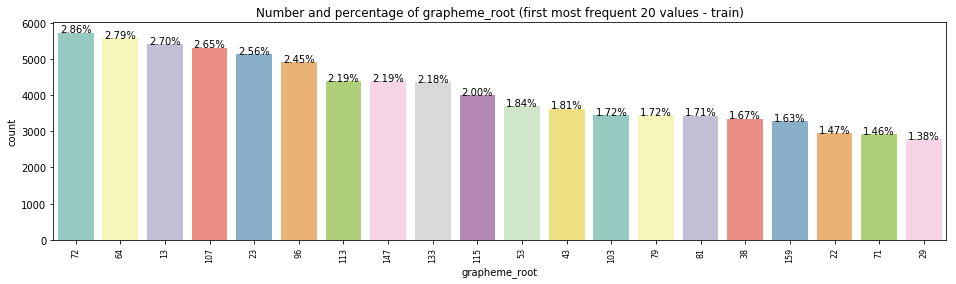 Number and percentage of grapheme_root (first most frequent 20 values - train)
6000
5000
4000
3000
2000
1000
0
count
2.86% 2.79% 2.70% 2.65% 2.56% 2.45% 2.19% 2.19% 2.18% 2.00% 1.84% 1.81% 1.72% 1.72% 1.71% 1.67% 1.63% 1.47% 1.46% 1.38%
72 64 13 107 23 96 113 147 133 115 53 43 103 79 81 38 159 22 71 29
grapheme_root